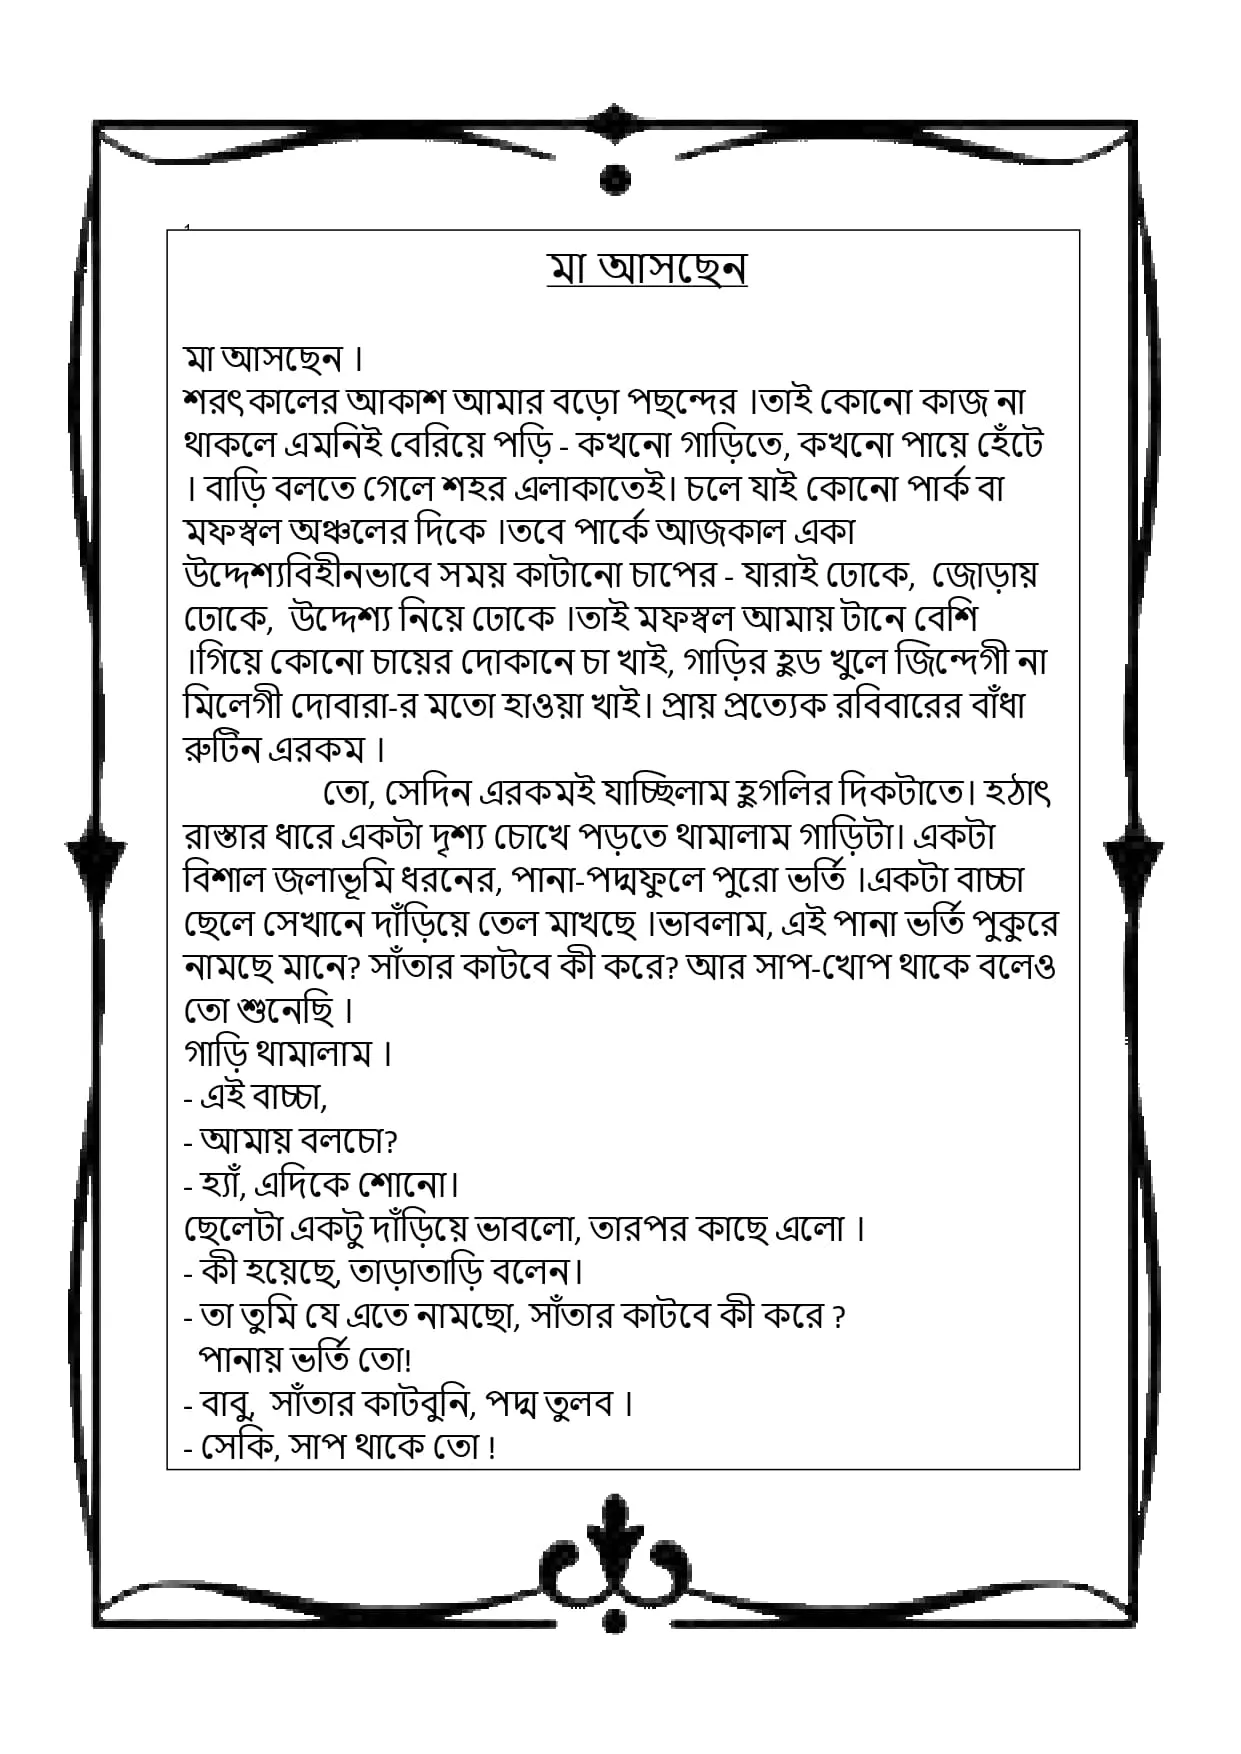 মা আসছেন
মা আসছেন ।
শরৎকালের আকাশ আমার বড়ো পছন্দের ।তাই কোনো কাজ না
থাকলে এমনিই বেরিয়ে পড়ি - কখনো গাড়িতে, কখনো পায়ে হেঁটে
। বাড়ি বলতে গেলে শহর এলাকাতেই। চলে যাই কোনো পার্ক বা
মফস্বল অঞ্চলের দিকে ।তবে পার্কে আজকাল একা
উদ্দেশ্যবিহীনভাবে সময় কাটানো চাপের - যারাই ঢোকে, জোড়ায়
ঢোকে, উদ্দেশ্য নিয়ে ঢোকে ।তাই মফস্বল আমায় টানে বেশি
।গিয়ে কোনো চায়ের দোকানে চা খাই, গাড়ির হুড খুলে জিন্দেগী না
মিলেগী দোবারা-র মতো হাওয়া খাই। প্রায় প্রত্যেক রবিবারের বাঁধা
রুটিন এরকম ।
তো, সেদিন এরকমই যাচ্ছিলাম হুগলির দিকটাতে। হঠাৎ
রাস্তার ধারে একটা দৃশ্য চোখে পড়তে থামালাম গাড়িটা। একটা
বিশাল জলাভূমি ধরনের, পানা-পদ্মফুলে পুরো ভর্তি ।একটা বাচ্চা
ছেলে সেখানে দাঁড়িয়ে তেল মাখছে ।ভাবলাম, এই পানা ভর্তি পুকুরে
নামছে মানে? সাঁতার কাটবে কী করে? আর সাপ-খোপ থাকে বলেও
তো শুনেছি ।
গাড়ি থামালাম ।
- এই বাচ্চা,
- আমায় বলচো?
- হ্যাঁ, এদিকে শোনো।
ছেলেটা একটু দাঁড়িয়ে ভাবলো, তারপর কাছে এলো ।
- কী হয়েছে, তাড়াতাড়ি বলেন।
- তা তুমি যে এতে নামছো, সাঁতার কাটবে কী করে ?
পানায় ভর্তি তো!
- বাবু, সাঁতার কাটবুনি, পদ্ম তুলব ।
- সেকি, সাপ থাকে তো !